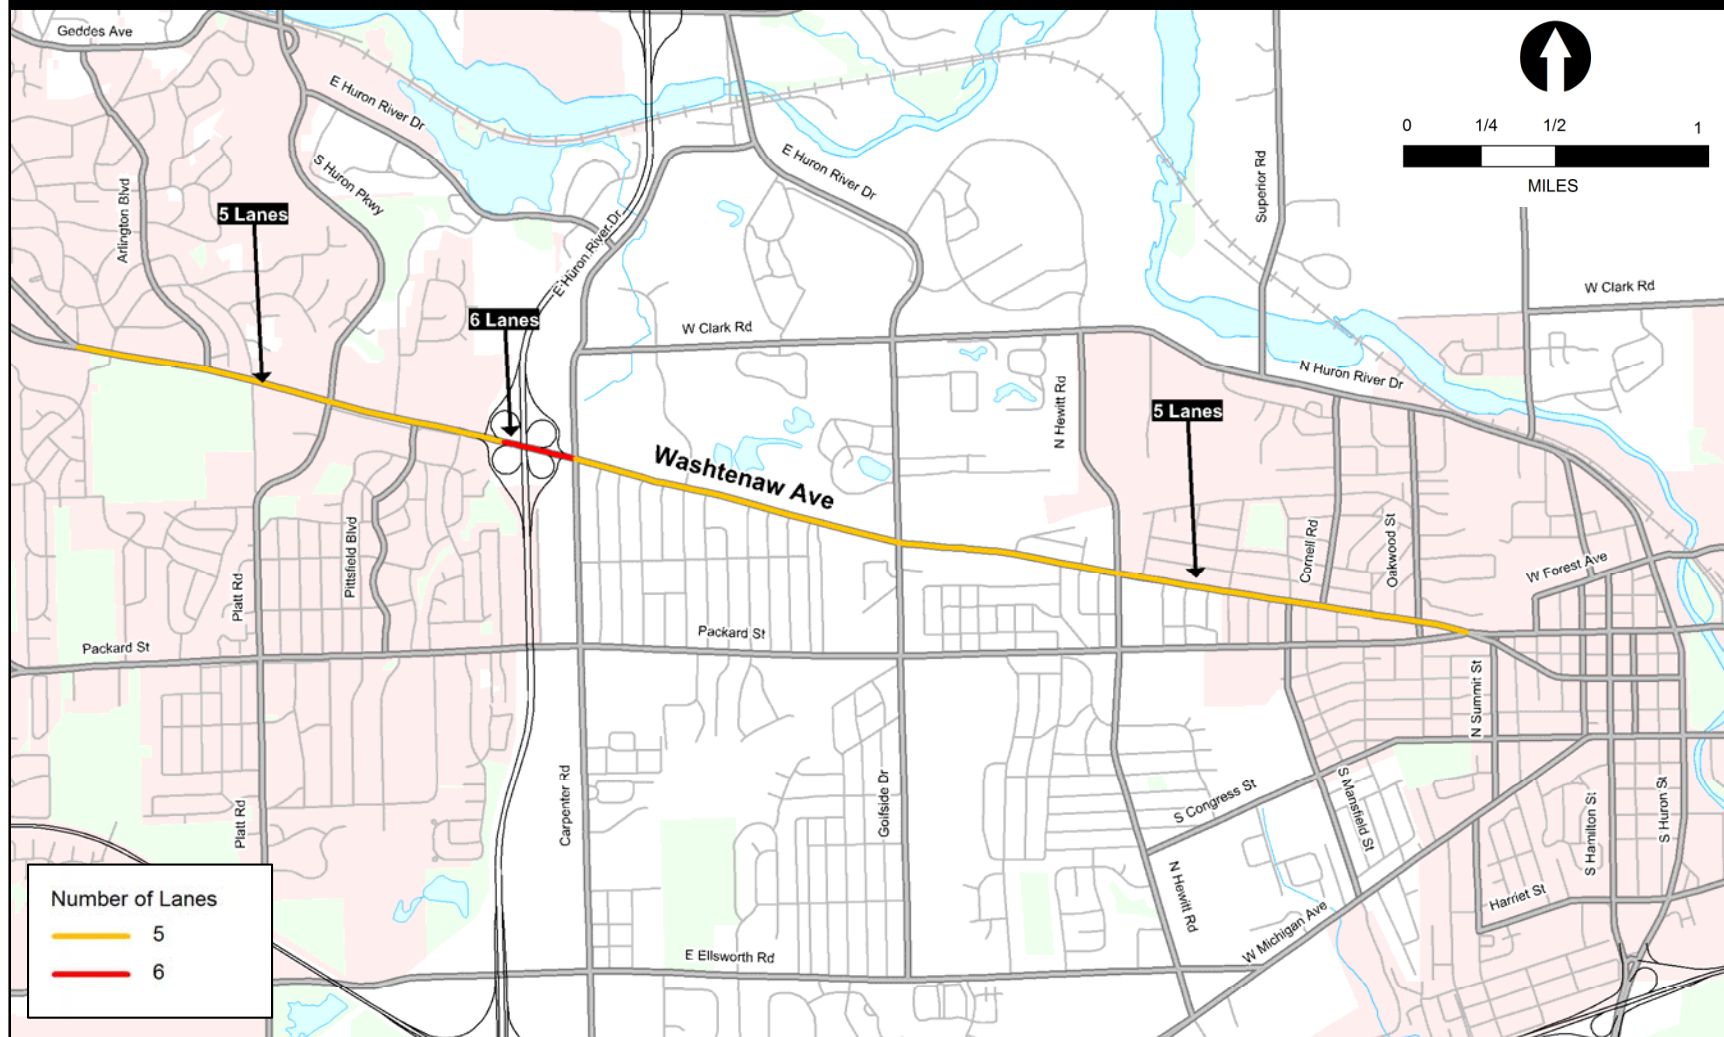 Geddes Ave
E Huron River Dr
S Huron Pkwy
Arlington Blvd
5 Lanes
E Huron River Dr
E Huron River Dr
6 Lanes
W Clark Rd
Superior Rd
0 1/4 1/2 1
MILES
W Clark Rd
N Huron River Dr
N Hewitt Rd
5 Lanes
Washtenaw Ave
Cornell Rd
Oakwood St
W Forest Ave
Platt Rd
Pittsfield Blvd
Packard St
Packard St
N Summit St
Platt Rd
Carpenter Rd
Golfside Dr
S Congress St
S Mansfield St
S Hamilton St
S Huron St
N Hewitt Rd
Harriet St
W Michigan Ave
E Ellsworth Rd
Number of Lanes
5
6